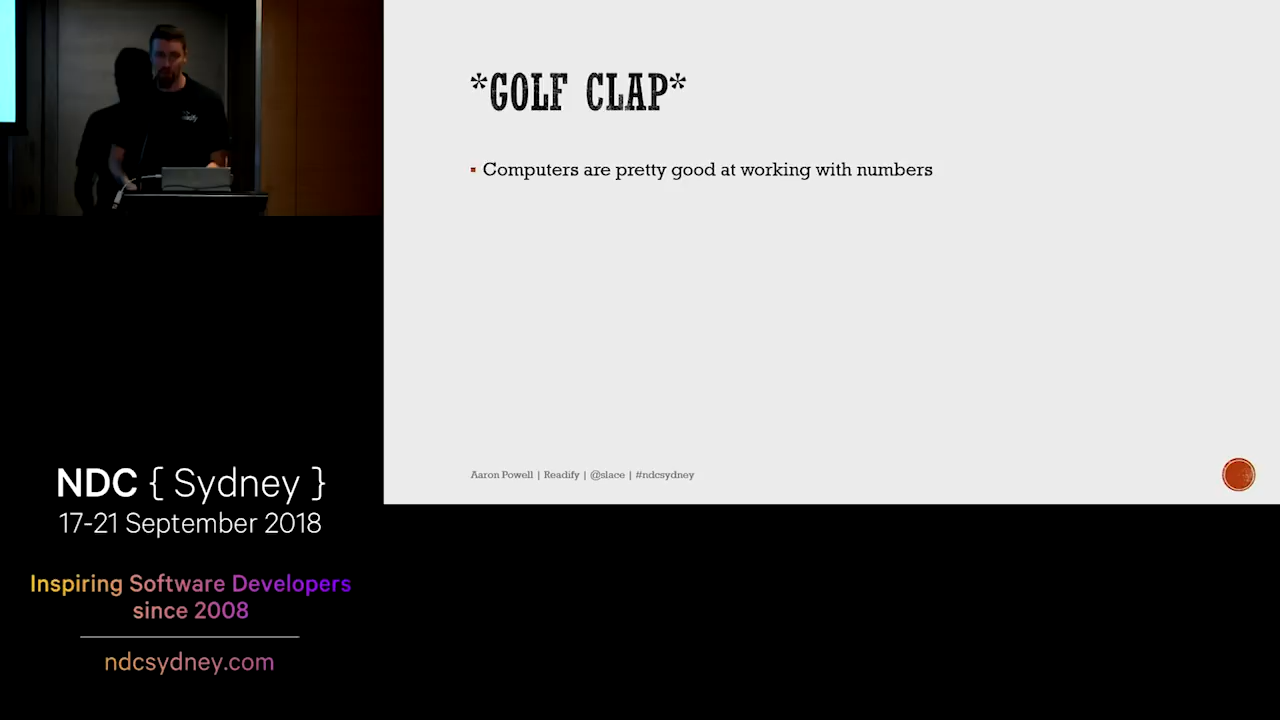 *GOLF CLAP*
Computers are pretty good at working with numbers
Aaron Powell | Readify | @slace | #ndcsydney
NDC { Sydney }
17-21 September 2018
Inspiring Software Developers
since 2008
ndcsydney.com